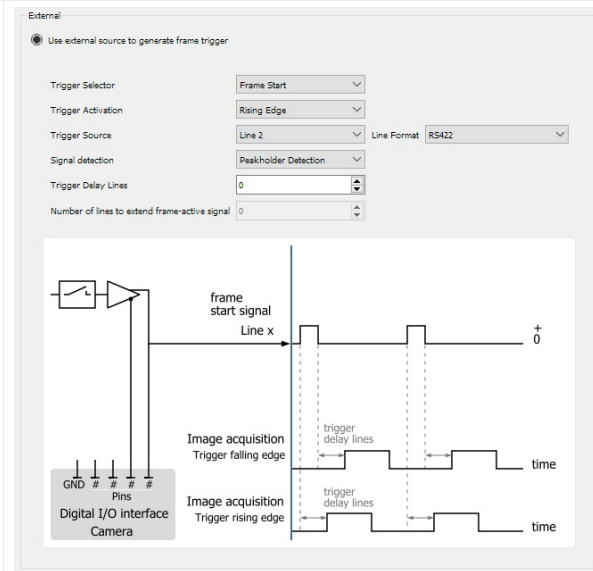 External
Use external source to generate frame trigger
Trigger Selector Frame Start
Trigger Activation Rising Edge
Trigger Source Line 2 Line Format RS422
Signal detection Peakholder Detection
Trigger Delay Lines 0
Number of lines to extend frame-active signal 0
frame
start signal
Line x
+
0
trigger
delay lines
Image acquisition
Trigger falling edge
time
GND # # # #
Pins
Digital I/O interface
Camera
trigger
delay lines
Image acquisition
Trigger rising edge
time